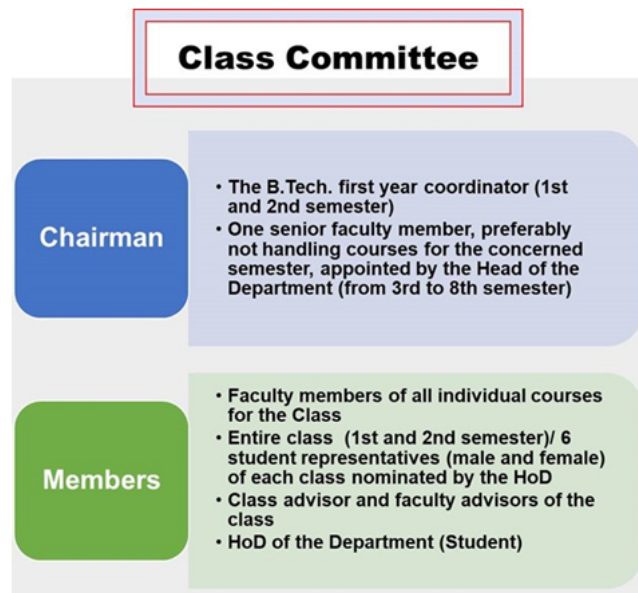 Class Committee
Chairman
• The B.Tech. first year coordinator (1st
and 2nd semester)
• One senior faculty member, preferably
not handling courses for the concerned
semester, appointed by the Head of the
Department (from 3rd to 8th semester)
Members
• Faculty members of all individual courses
for the Class
• Entire class (1st and 2nd semester)/ 6
student representatives (male and female)
of each class nominated by the HoD
• Class advisor and faculty advisors of the
class
• HoD of the Department (Student)